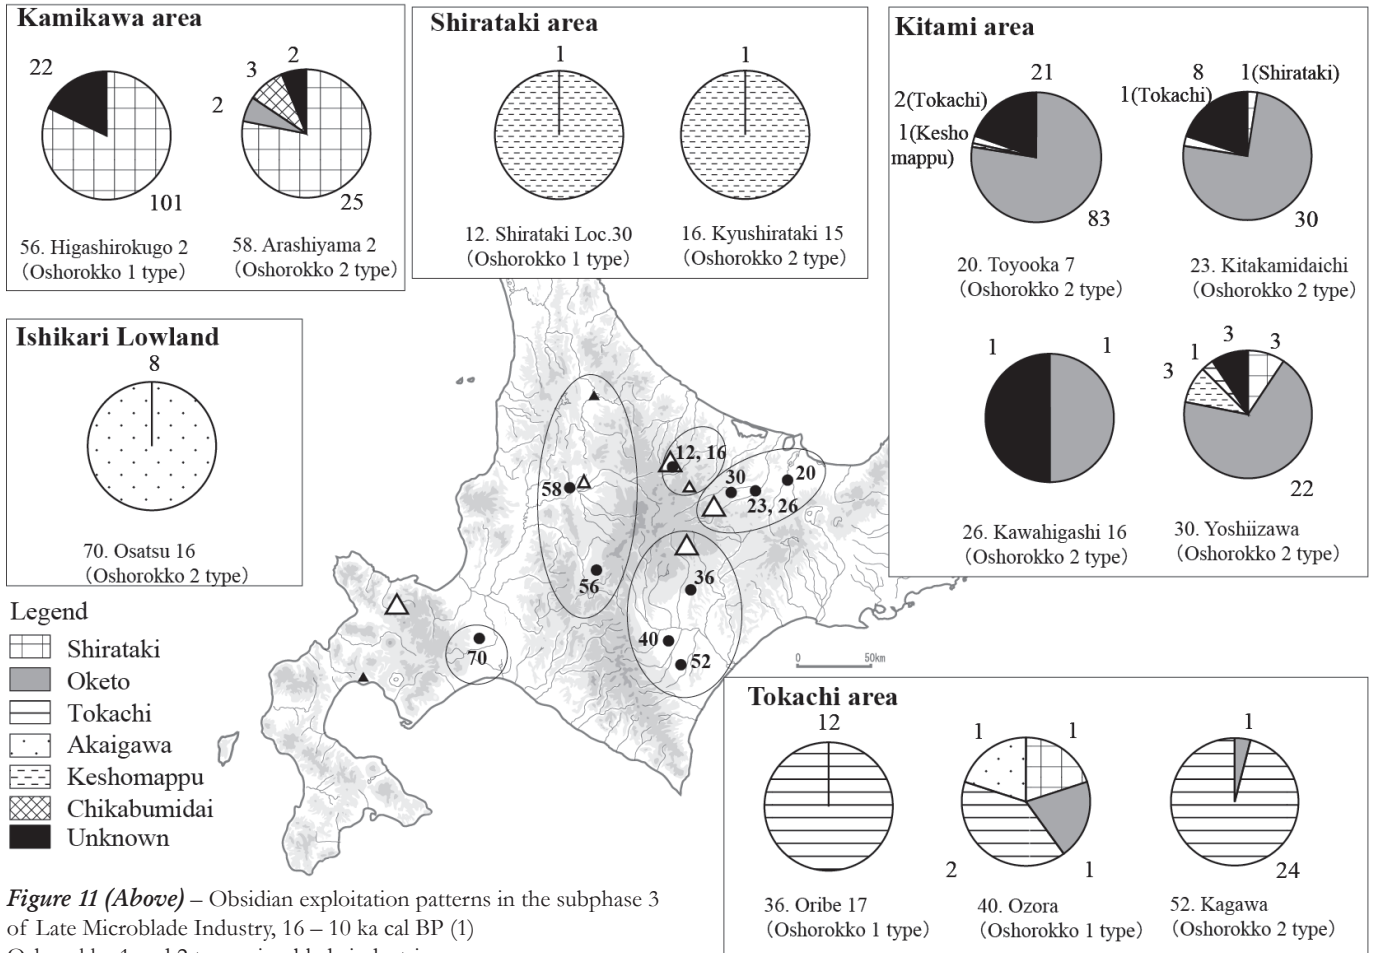 Kamikawa area
22
101
2
3
2
25
56. Higashirokugo 2
(Oshorokko 1 type)
58. Arashiyama 2
(Oshorokko 2 type)
Shirataki area
1
1
12. Shirataki Loc.30
(Oshorokko 1 type)
16. Kyushirataki 15
(Oshorokko 2 type)
Kitami area
21
2(Tokachi)
1(Kesho
mappu)
83
8
1(Shirataki)
1(Tokachi)
30
20. Toyooka 7
(Oshorokko 2 type)
23. Kitakamidaichi
(Oshorokko 2 type)
1
1
3
1
3
3
22
26. Kawahigashi 16
(Oshorokko 2 type)
30. Yoshiizawa
(Oshorokko 2 type)
Ishikari Lowland
8
70. Osatsu 16
(Oshorokko 2 type)
12, 16
20
30
23, 26
58
56
36
40
52
70
0
50km
Legend
Shirataki
Oketo
Tokachi
Akaigawa
Keshomappu
Chikabumidai
Unknown
Tokachi area
12
1
1
2
1
1
24
36. Oribe 17
(Oshorokko 1 type)
40. Ozora
(Oshorokko 1 type)
52. Kagawa
(Oshorokko 2 type)
Figure 11 (Above) – Obsidian exploitation patterns in the subphase 3
of Late Microblade Industry, 16 – 10 ka cal BP (1)